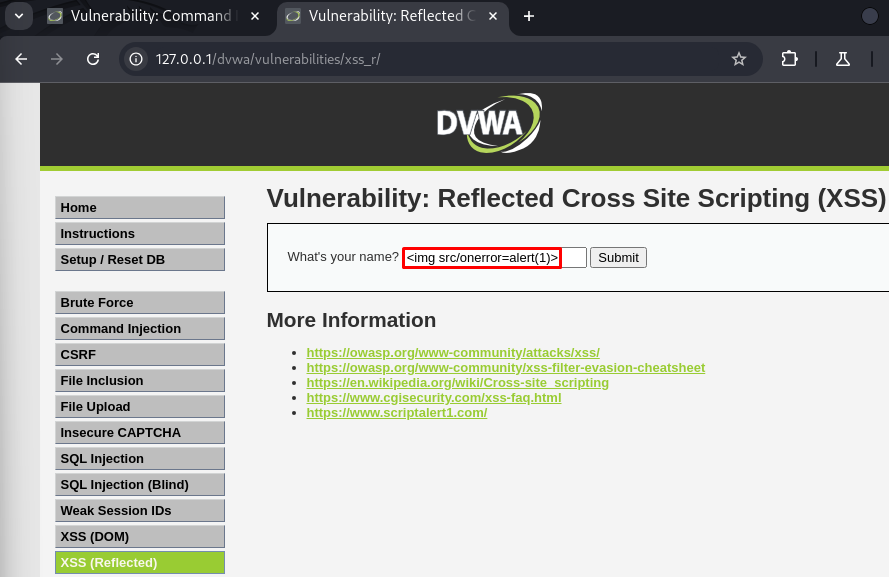 Vulnerability: Command
Vulnerability: Reflected
127.0.0.1/dvwa/vulnerabilities/xss_r/
DVWA
Home
Instructions
Setup / Reset DB
Brute Force
Command Injection
CSRF
File Inclusion
File Upload
Insecure CAPTCHA
SQL Injection
SQL Injection (Blind)
Weak Session IDs
XSS (DOM)
XSS (Reflected)
Vulnerability: Reflected Cross Site Scripting (XSS)
What's your name? <img src/onerror=alert(1)> Submit
More Information
https://owasp.org/www-community/attacks/xss/
https://owasp.org/www-community/xss-filter-evasion-cheatsheet
https://en.wikipedia.org/wiki/Cross-site_scripting
https://www.cgisecurity.com/xss-faq.html
https://www.scriptalert1.com/